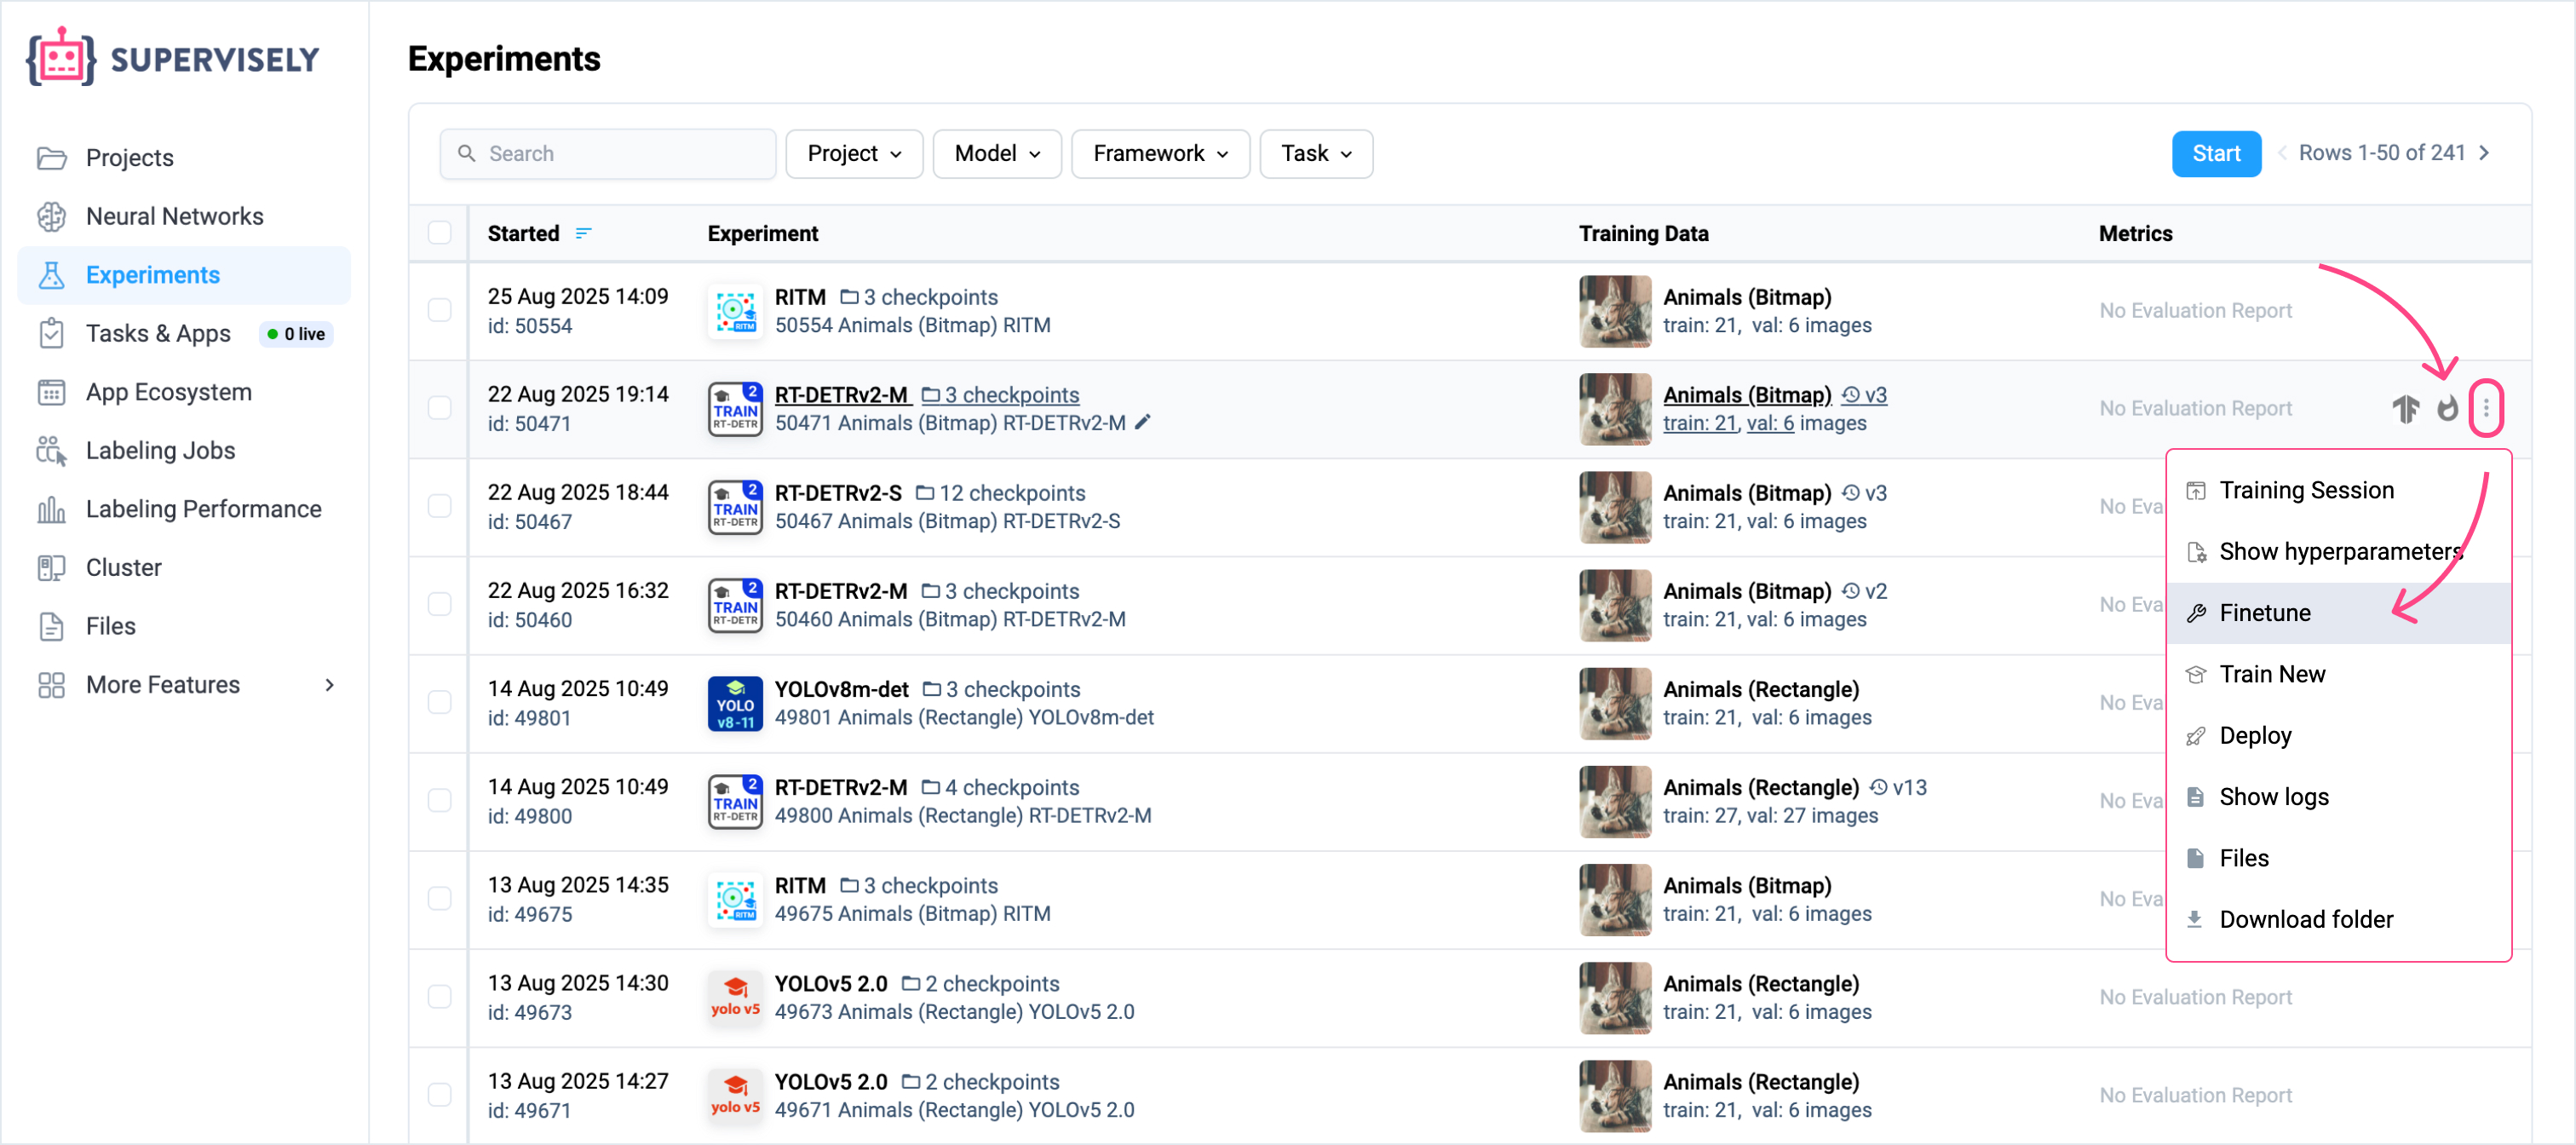 SUPERVISELY
Projects
Neural Networks
Experiments
Tasks & Apps 0 live
App Ecosystem
Labeling Jobs
Labeling Performance
Cluster
Files
More Features
Experiments
Search Project Model Framework Task Start Rows 1-50 of 241
Started Experiment Training Data Metrics
25 Aug 2025 14:09 RITM 3 checkpoints Animals (Bitmap) No Evaluation Report
id: 50554 RITM 50554 Animals (Bitmap) RITM train: 21, val: 6 images
22 Aug 2025 19:14 2 RT-DETRv2-M 3 checkpoints Animals (Bitmap) v3 No Evaluation Report
id: 50471 TRAIN RT-DETR 50471 Animals (Bitmap) RT-DETRv2-M train: 21, val: 6 images
22 Aug 2025 18:44 2 RT-DETRv2-S 12 checkpoints Animals (Bitmap) v3 No Eva
id: 50467 TRAIN RT-DETR 50467 Animals (Bitmap) RT-DETRv2-S train: 21, val: 6 images
22 Aug 2025 16:32 2 RT-DETRv2-M 3 checkpoints Animals (Bitmap) v2 No Eva
id: 50460 TRAIN RT-DETR 50460 Animals (Bitmap) RT-DETRv2-M train: 21, val: 6 images
14 Aug 2025 10:49 YOLOv8m-det 3 checkpoints Animals (Rectangle) No Eva
id: 49801 YOLO v8-11 49801 Animals (Rectangle) YOLOv8m-det train: 21, val: 6 images
14 Aug 2025 10:49 2 RT-DETRv2-M 4 checkpoints Animals (Rectangle) v13 No Eva
id: 49800 TRAIN RT-DETR 49800 Animals (Rectangle) RT-DETRv2-M train: 27, val: 27 images
13 Aug 2025 14:35 RITM 3 checkpoints Animals (Bitmap) No Eva
id: 49675 RITM 49675 Animals (Bitmap) RITM train: 21, val: 6 images
13 Aug 2025 14:30 YOLOv5 2.0 2 checkpoints Animals (Rectangle) No Evaluation Report
id: 49673 yolo v5 49673 Animals (Rectangle) YOLOv5 2.0 train: 21, val: 6 images
13 Aug 2025 14:27 YOLOv5 2.0 2 checkpoints Animals (Rectangle) No Evaluation Report
id: 49671 yolo v5 49671 Animals (Rectangle) YOLOv5 2.0 train: 21, val: 6 images
Training Session
Show hyperparameters
Finetune
Train New
Deploy
Show logs
Files
Download folder